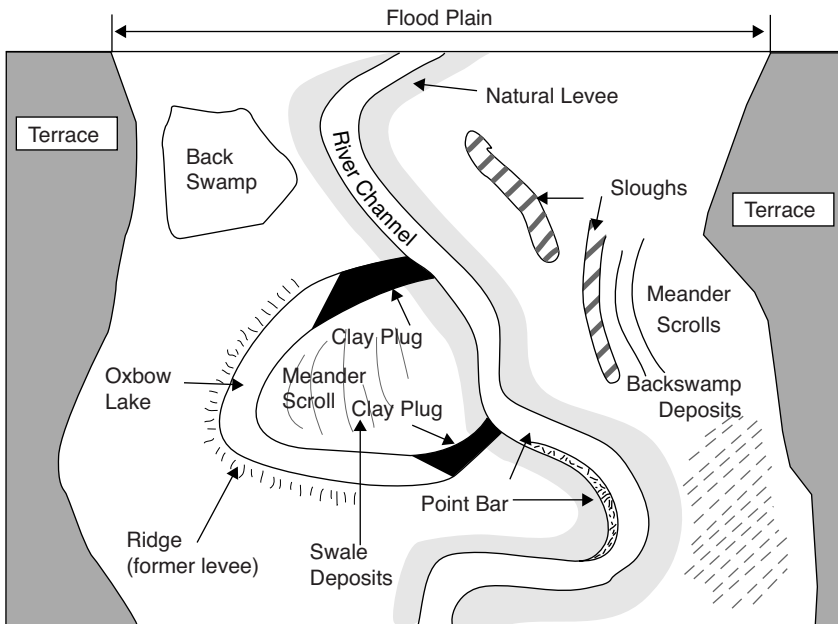 Flood Plain
Natural Levee
Terrace
Back
Swamp
River Channel
Sloughs
Terrace
Meander
Scrolls
Clay Plug
Oxbow
Lake
Meander
Scroll
Clay Plug
Backswamp
Deposits
Point Bar
Ridge
(former levee)
Swale
Deposits